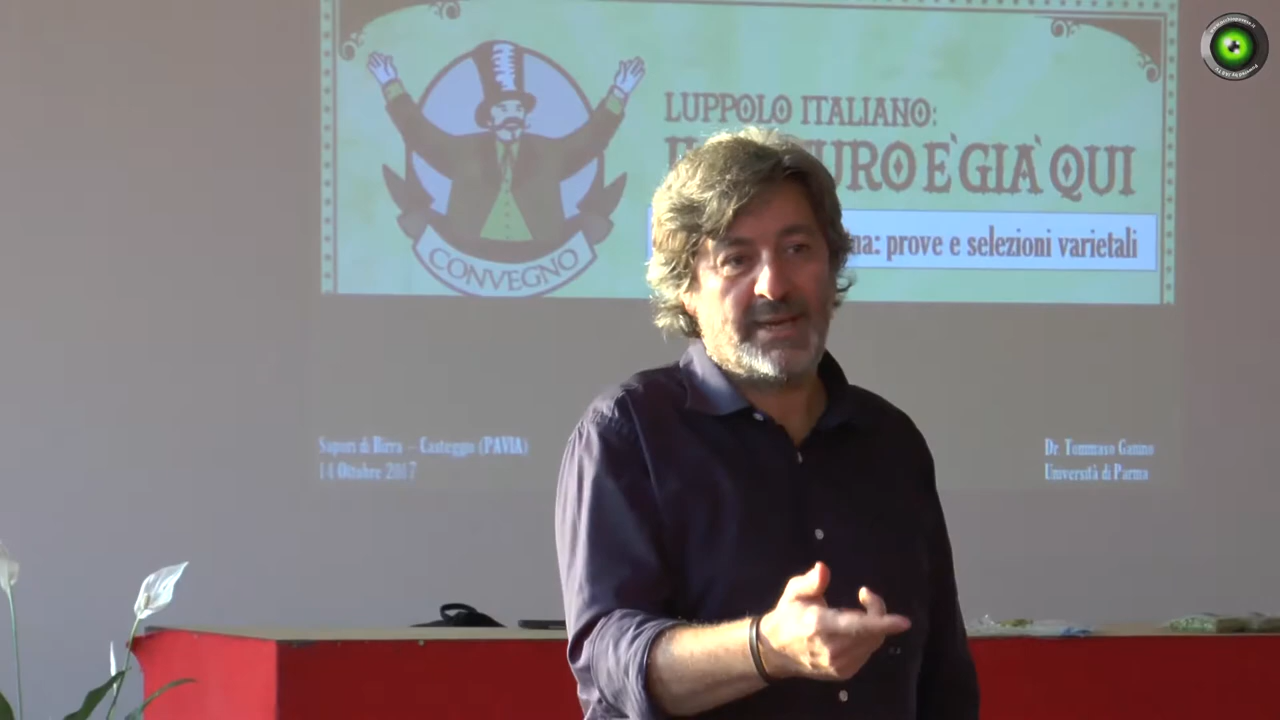 LUPPOLO ITALIANO:
URO E' GIA' QUI
na: prove e selezioni varietali
CONVEGNO
Sapori di Birra – Casteggio (PAVIA)
14 Ottobre 2017
Dr. Tommaso Ganino
Università di Parma